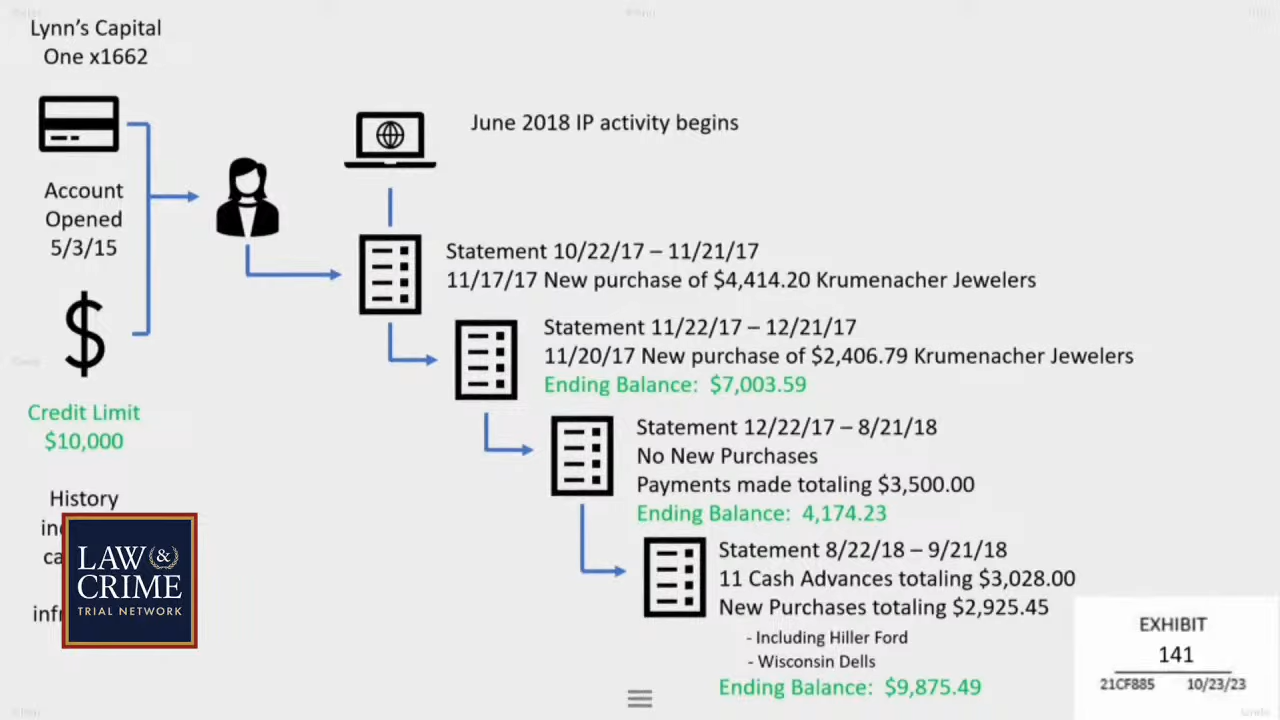 Lynn's Capital
One x1662
Account
Opened
5/3/15
Credit Limit
$10,000
History
June 2018 IP activity begins
Statement 10/22/17 – 11/21/17
11/17/17 New purchase of $4,414.20 Krumenacher Jewelers
Statement 11/22/17 – 12/21/17
11/20/17 New purchase of $2,406.79 Krumenacher Jewelers
Ending Balance: $7,003.59
Statement 12/22/17 – 8/21/18
No New Purchases
Payments made totaling $3,500.00
Ending Balance: 4,174.23
Statement 8/22/18 – 9/21/18
11 Cash Advances totaling $3,028.00
New Purchases totaling $2,925.45
- Including Hiller Ford
- Wisconsin Dells
Ending Balance: $9,875.49
LAW &
CRIME
TRIAL NETWORK
EXHIBIT
141
21CF885 10/23/23